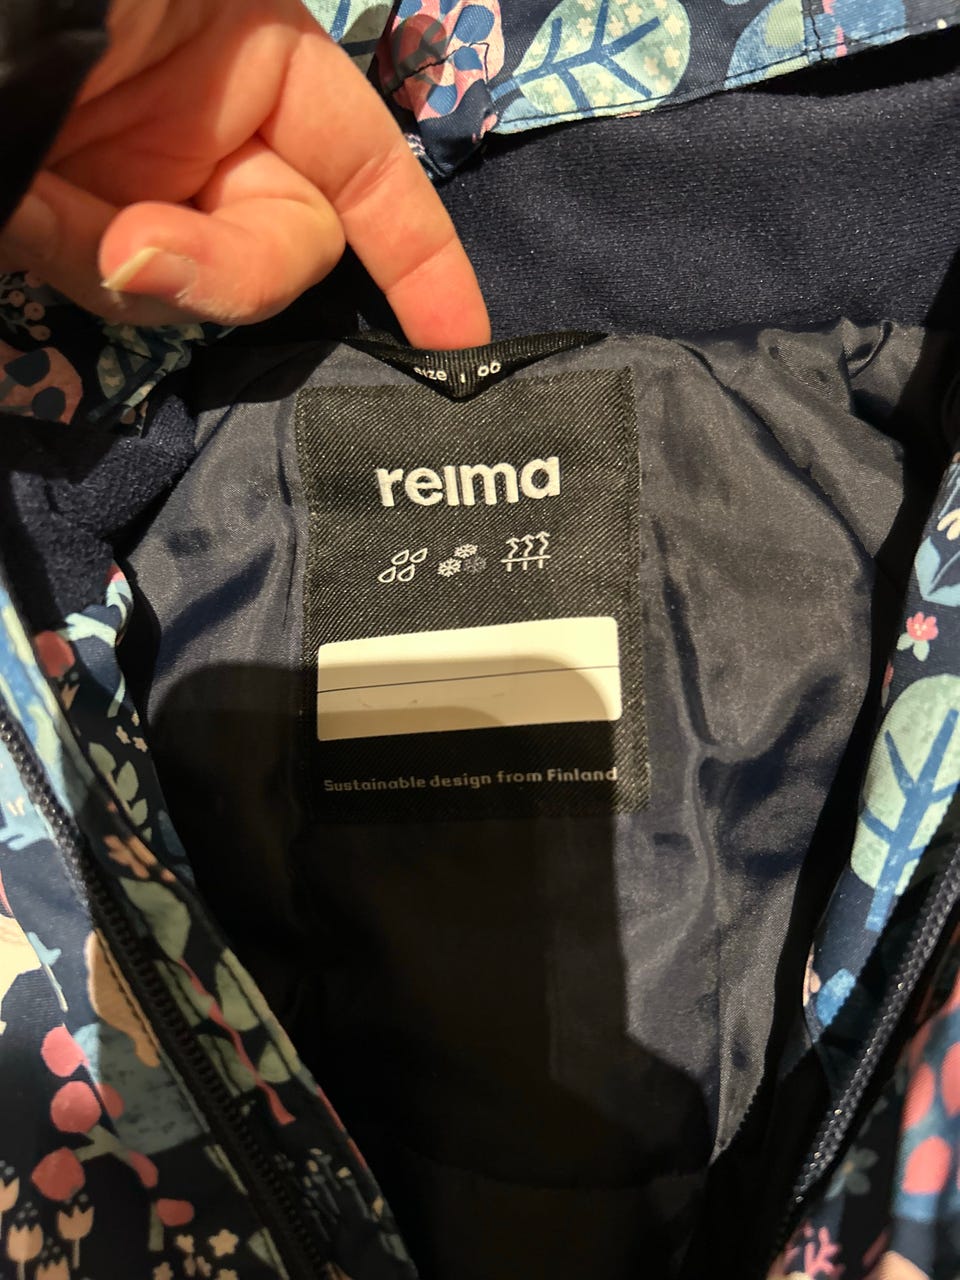 size
reima
Sustainable design from Finland